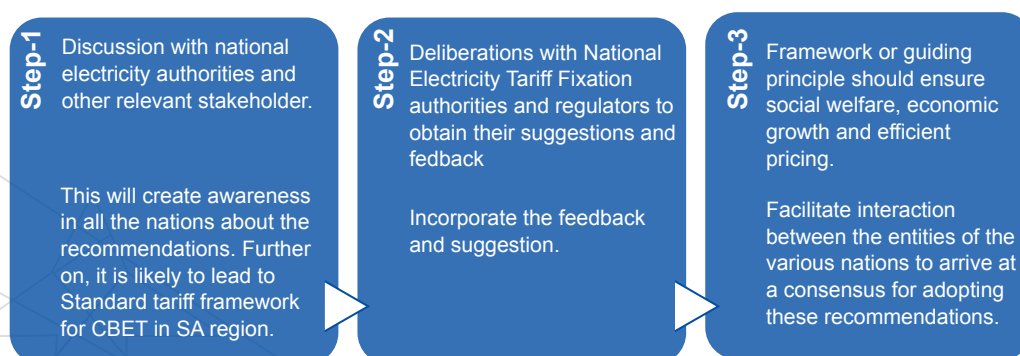 Step-1
Discussion with national
electricity authorities and
other relevant stakeholder.
This will create awareness
in all the nations about the
recommendations. Further
on, it is likely to lead to
Standard tariff framework
for CBET in SA region.
Step-2
Deliberations with National
Electricity Tariff Fixation
authorities and regulators to
obtain their suggestions and
fedback
Incorporate the feedback
and suggestion.
Step-3
Framework or guiding
principle should ensure
social welfare, economic
growth and efficient
pricing.
Facilitate interaction
between the entities of the
various nations to arrive at
a consensus for adopting
these recommendations.